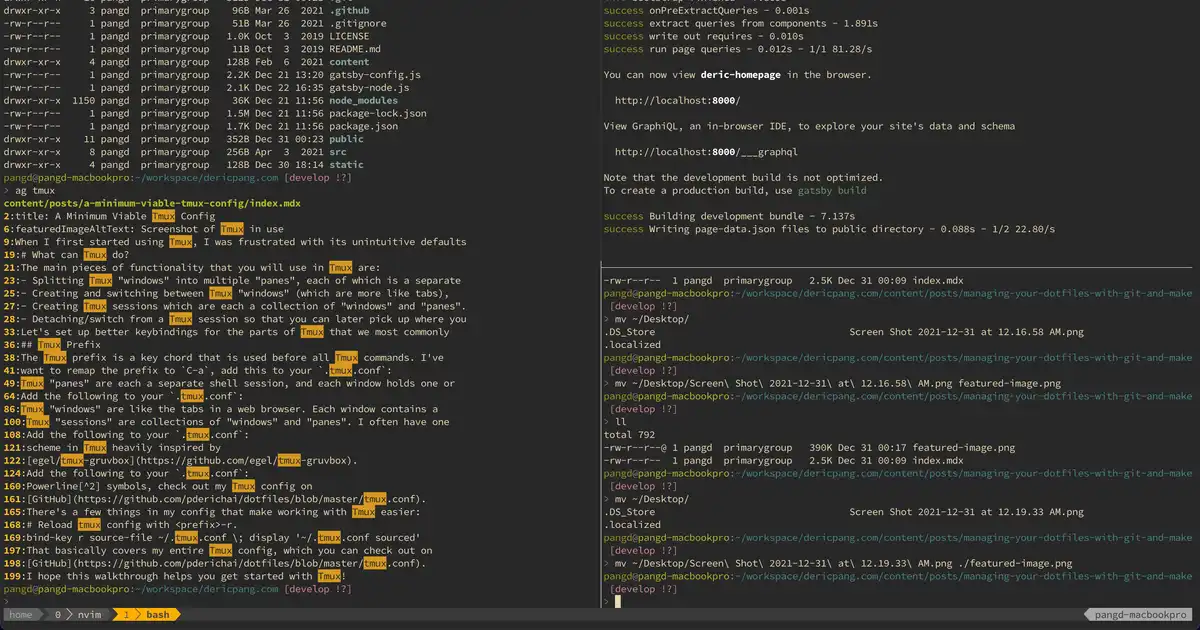 drwxr-xr-x     3 pangd  primarygroup    96B Mar 26  2021 .github
-rw-r--r--     1 pangd  primarygroup    51B Mar 26  2021 .gitignore
-rw-r--r--     1 pangd  primarygroup   1.0K Oct  3  2019 LICENSE
-rw-r--r--     1 pangd  primarygroup    11B Oct  3  2019 README.md
drwxr-xr-x     4 pangd  primarygroup   128B Feb  6  2021 content
-rw-r--r--     1 pangd  primarygroup   2.2K Dec 21 13:20 gatsby-config.js
-rw-r--r--     1 pangd  primarygroup   2.1K Dec 22 16:35 gatsby-node.js
drwxr-xr-x  1150 pangd  primarygroup    36K Dec 21 11:56 node_modules
-rw-r--r--     1 pangd  primarygroup   1.5M Dec 21 11:56 package-lock.json
-rw-r--r--     1 pangd  primarygroup   1.7K Dec 21 11:56 package.json
drwxr-xr-x    11 pangd  primarygroup   352B Dec 31 00:23 public
drwxr-xr-x     8 pangd  primarygroup   256B Apr  3  2021 src
drwxr-xr-x     4 pangd  primarygroup   128B Dec 30 18:14 static
pangd@pangd-macbookpro:~/workspace/dericpang.com [develop !?]
> ag tmux
content/posts/a-minimum-viable-tmux-config/index.mdx
2:title: A Minimum Viable Tmux Config
6:featuredImageAltText: Screenshot of Tmux in use
9:When I first started using Tmux, I was frustrated with its unintuitive defaults
19:# What can Tmux do?
21:The main pieces of functionality that you will use in Tmux are:
23:- Splitting Tmux "windows" into multiple "panes", each of which is a separate
25:- Creating and switching between Tmux "windows" (which are more like tabs),
27:- Creating Tmux sessions which are each a collection of "windows" and "panes".
28:- Detaching/switch from a Tmux session so that you can later pick up where you
33:Let's set up better keybindings for the parts of Tmux that we most commonly
36:## Tmux Prefix
38:The Tmux prefix is a key chord that is used before all Tmux commands. I've
41:want to remap the prefix to `C-a`, add this to your `.tmux.conf`:
49:Tmux "panes" are each a separate shell session, and each window holds one or
64:Add the following to your `.tmux.conf`:
86:Tmux "windows" are like the tabs in a web browser. Each window contains a
100:Tmux "sessions" are collections of "windows" and "panes". I often have one
108:Add the following to your `.tmux.conf`:
121:scheme in Tmux heavily inspired by
122:[egel/tmux-gruvbox](https://github.com/egel/tmux-gruvbox).
124:Add the following to your `.tmux.conf`:
160:Powerline[^2] symbols, check out my Tmux config on
161:[GitHub](https://github.com/pderichai/dotfiles/blob/master/tmux.conf).
165:There's a few things in my config that make working with Tmux easier:
168:# Reload tmux config with <prefix>-r.
169:bind-key r source-file ~/.tmux.conf \; display '~/.tmux.conf sourced'
197:That basically covers my entire Tmux config, which you can check out on
198:[GitHub](https://github.com/pderichai/dotfiles/blob/master/tmux.conf).
199:I hope this walkthrough helps you get started with Tmux!
pangd@pangd-macbookpro:~/workspace/dericpang.com [develop !?]
>
success onPreExtractQueries - 0.001s
success extract queries from components - 1.891s
success write out requires - 0.010s
success run page queries - 0.012s - 1/1 81.28/s
You can now view deric-homepage in the browser.
http://localhost:8000/
View GraphiQL, an in-browser IDE, to explore your site's data and schema
http://localhost:8000/___graphql
Note that the development build is not optimized.
To create a production build, use gatsby build
success Building development bundle - 7.137s
success Writing page-data.json files to public directory - 0.088s - 1/2 22.80/s
-rw-r--r--  1 pangd  primarygroup   2.5K Dec 31 00:09 index.mdx
pangd@pangd-macbookpro:~/workspace/dericpang.com/content/posts/managing-your-dotfiles-with-git-and-make
[develop !?]
> mv ~/Desktop/
.DS_Store                                Screen Shot 2021-12-31 at 12.16.58 AM.png
.localized
pangd@pangd-macbookpro:~/workspace/dericpang.com/content/posts/managing-your-dotfiles-with-git-and-make
[develop !?]
> mv ~/Desktop/Screen\ Shot\ 2021-12-31\ at\ 12.16.58\ AM.png featured-image.png
pangd@pangd-macbookpro:~/workspace/dericpang.com/content/posts/managing-your-dotfiles-with-git-and-make
[develop !?]
> ll
total 792
-rw-r--r--@ 1 pangd  primarygroup   390K Dec 31 00:17 featured-image.png
-rw-r--r--  1 pangd  primarygroup   2.5K Dec 31 00:09 index.mdx
pangd@pangd-macbookpro:~/workspace/dericpang.com/content/posts/managing-your-dotfiles-with-git-and-make
[develop !?]
> mv ~/Desktop/
.DS_Store                                Screen Shot 2021-12-31 at 12.19.33 AM.png
.localized
pangd@pangd-macbookpro:~/workspace/dericpang.com/content/posts/managing-your-dotfiles-with-git-and-make
[develop !?]
> mv ~/Desktop/Screen\ Shot\ 2021-12-31\ at\ 12.19.33\ AM.png ./featured-image.png
pangd@pangd-macbookpro:~/workspace/dericpang.com/content/posts/managing-your-dotfiles-with-git-and-make
[develop !?]
>
home 0 nvim 1 bash pangd-macbookpro